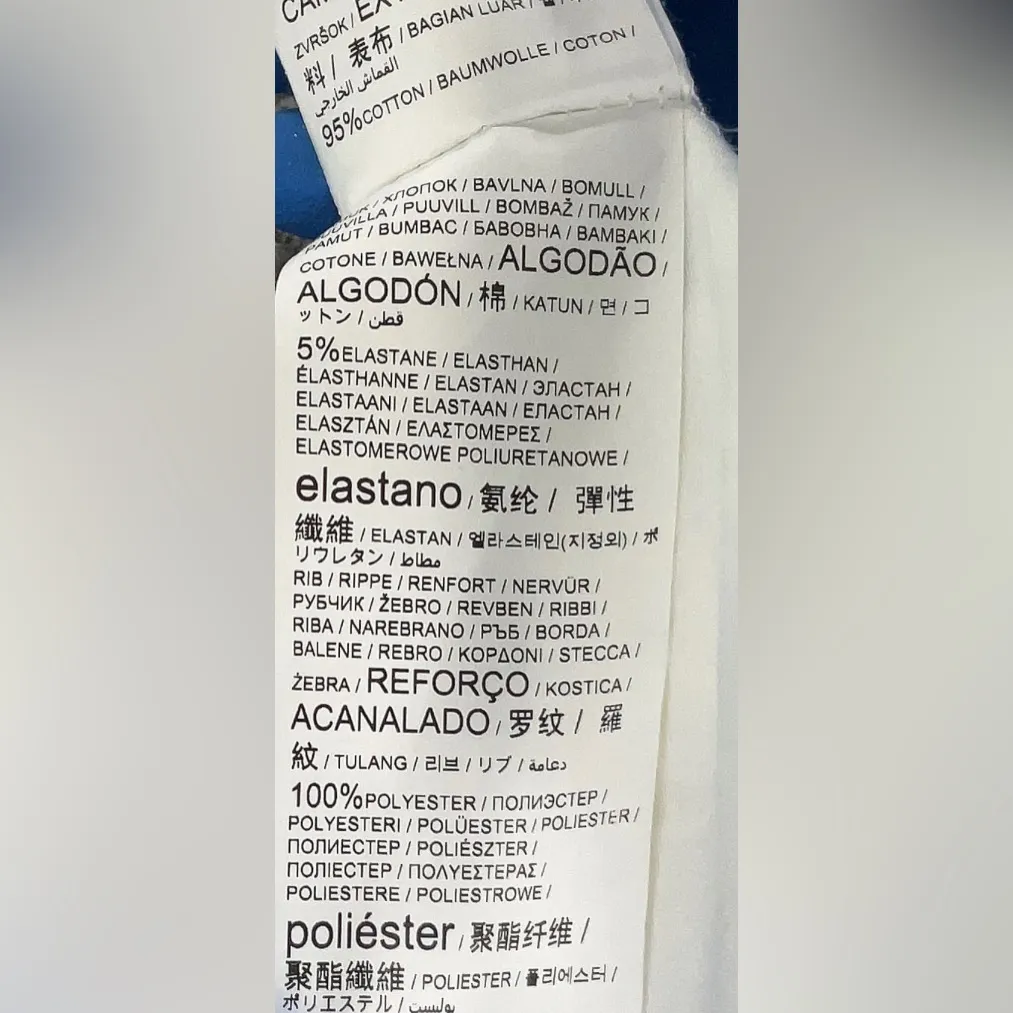 ZVRŠOK / EX
料 / 表布 / BAGIAN LUAR /
القماش الخارجي
95%COTTON / BAUMWOLLE / COTON /
ХЛОПОК / BAVLNA / BOMULL /
PUUVILLA / PUUVILL / BOMBAŽ / ПАМУК /
PAMUT / BUMBAC / БАВОВНА / BAMBAKI /
COTONE / BAWEŁNA / ALGODÃO /
ALGODÓN / 棉 / KATUN / 면 / コ
ットン / قطن
5%ELASTANE / ELASTHAN /
ÉLASTHANNE / ELASTAN / ЭЛАСТАН /
ELASTAANI / ELASTAAN / ЕЛАСТАН /
ELASZTÁN / ΕΛΑΣΤΟΜΕΡΕΣ /
ELASTOMEROWE POLIURETANOWE /
elastano / 氨纶 / 彈性
纖維 / ELASTAN / 엘라스테인(지정외) / ポ
リウレタン / مطاط
RIB / RIPPE / RENFORT / NERVÜR /
РУБЧИК / ŽEBRO / REVBEN / RIBBI /
RIBA / NAREBRANO / РЪБ / BORDA /
BALENE / REBRO / ΚΟΡΔΟΝΙ / STECCA /
ŻEBRA / REFORÇO / KOSTICA /
ACANALADO / 罗纹 / 羅
紋 / TULANG / 리브 / リブ / دعامة
100%POLYESTER / ПОЛИЭСТЕР /
POLYESTERI / POLÜESTER / POLIESTER /
ПОЛИЕСТЕР / POLIÉSZTER /
ПОЛІЕСТЕР / ΠΟΛΥΕΣΤΕΡΑΣ /
POLIESTERE / POLIESTROWE /
poliéster / 聚酯纤维 /
聚酯纖維 / POLIESTER / 폴리에스터 /
ポリエステル / بوليستر